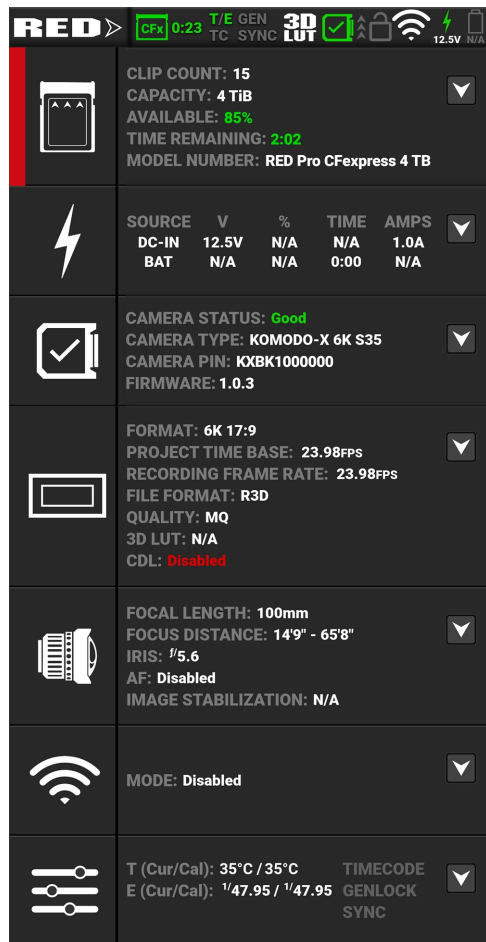 RED
CFx 0:23 T/E GEN 3D 12.5V N/A
TC SYNC LUT
CLIP COUNT: 15
CAPACITY: 4 TiB
AVAILABLE: 85%
TIME REMAINING: 2:02
MODEL NUMBER: RED Pro CFexpress 4 TB
SOURCE V % TIME AMPS
DC-IN 12.5V N/A N/A 1.0A
BAT N/A N/A 0:00 N/A
CAMERA STATUS: Good
CAMERA TYPE: KOMODO-X 6K S35
CAMERA PIN: KXBK1000000
FIRMWARE: 1.0.3
FORMAT: 6K 17:9
PROJECT TIME BASE: 23.98FPS
RECORDING FRAME RATE: 23.98FPS
FILE FORMAT: R3D
QUALITY: MQ
3D LUT: N/A
CDL: Disabled
FOCAL LENGTH: 100mm
FOCUS DISTANCE: 14'9" - 65'8"
IRIS: f/5.6
AF: Disabled
IMAGE STABILIZATION: N/A
MODE: Disabled
T (Cur/Cal): 35°C / 35°C TIMECODE
E (Cur/Cal): 1/47.95 / 1/47.95 GENLOCK
SYNC